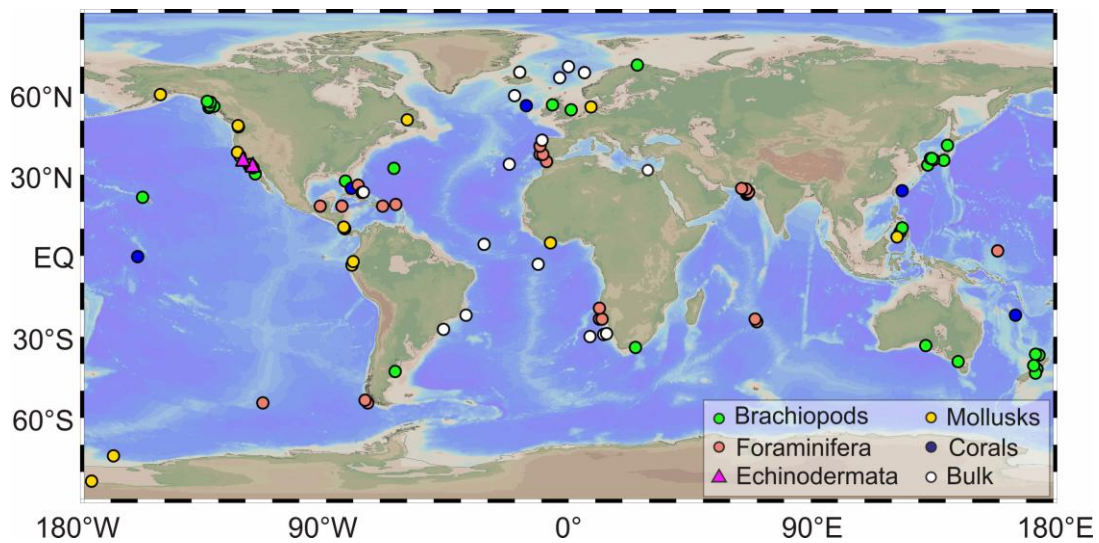 60°N
30°N
EQ
30°S
60°S
Brachiopods Mollusks
Foraminifera Corals
Echinodermata Bulk
180°W 90°W 0° 90°E 180°E